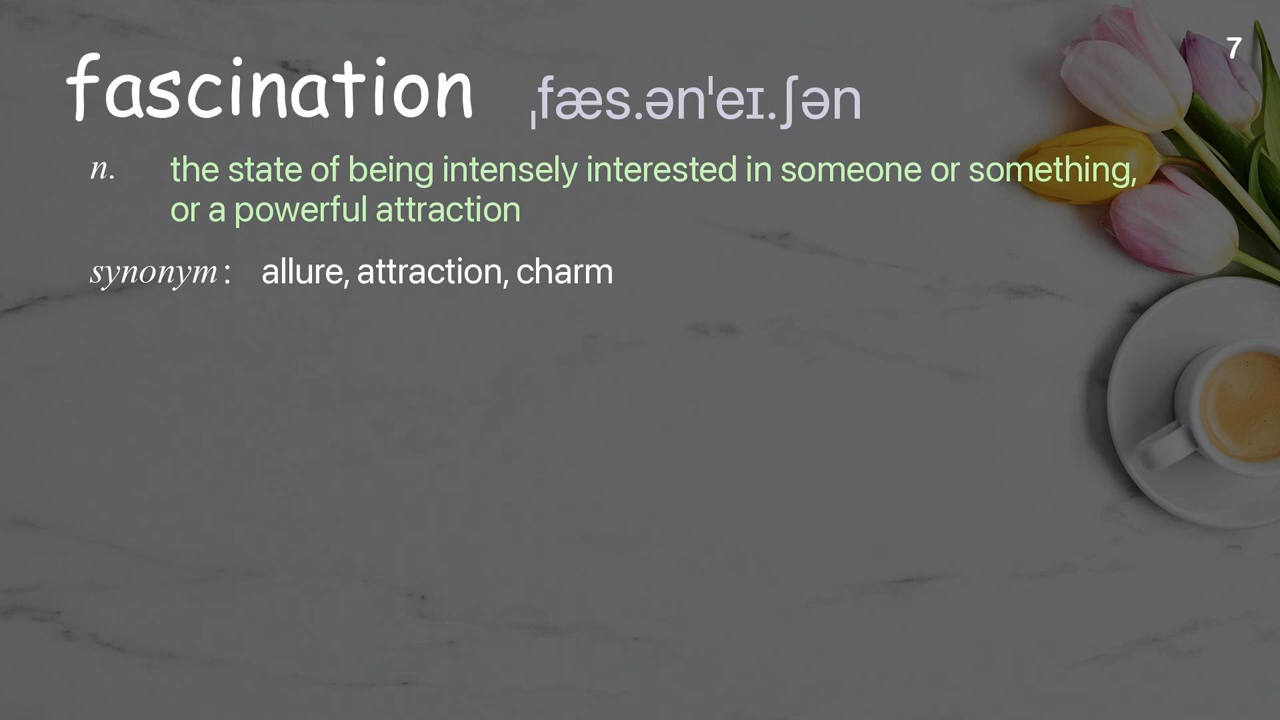 7
fascination ˌfæs.ənˈeɪ.ʃən
n. the state of being intensely interested in someone or something,
or a powerful attraction
synonym: allure, attraction, charm